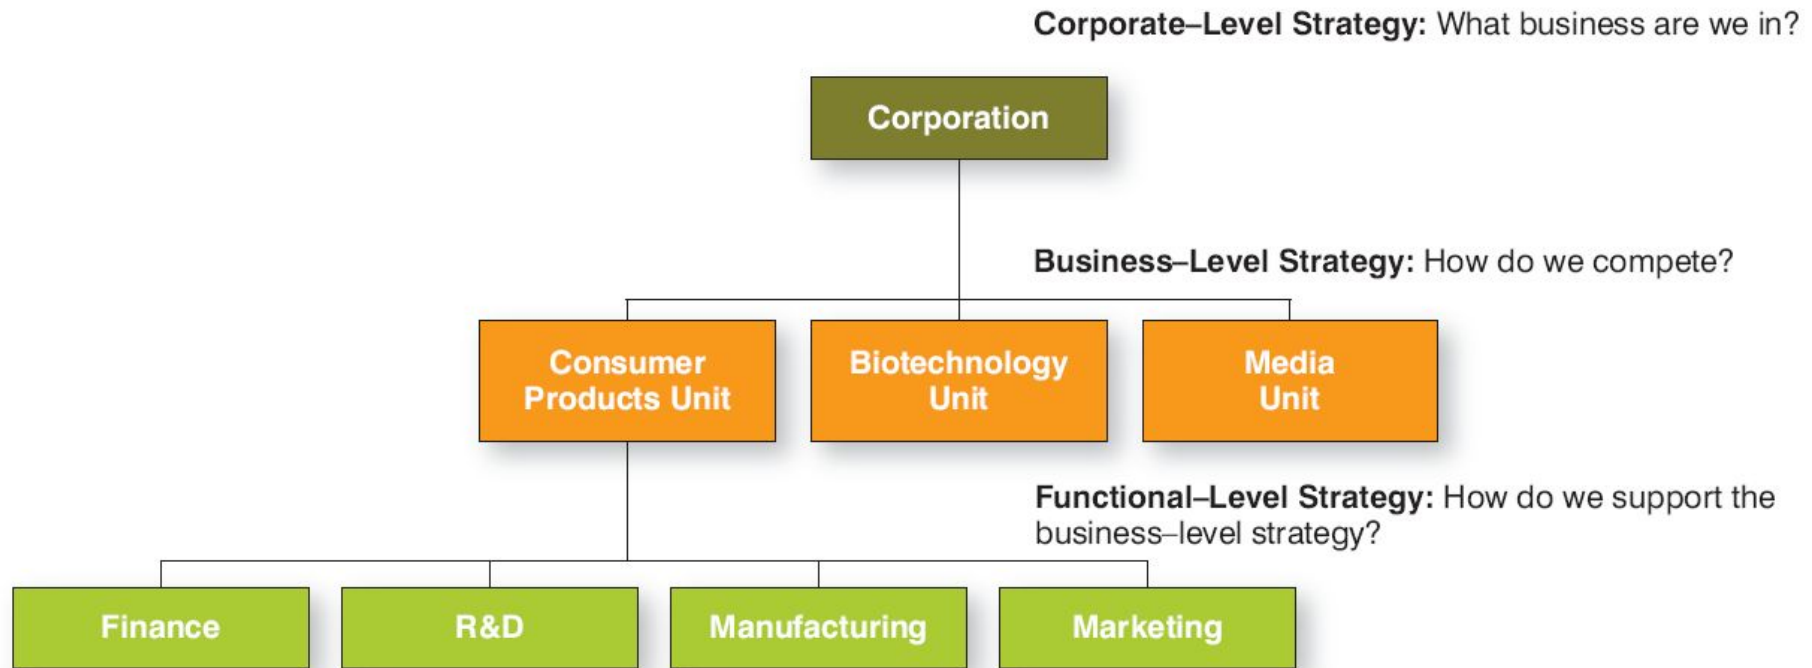 Corporate–Level Strategy: What business are we in?
Corporation
Business–Level Strategy: How do we compete?
Consumer
Products Unit
Biotechnology
Unit
Media
Unit
Functional–Level Strategy: How do we support the
business–level strategy?
Finance
R&D
Manufacturing
Marketing